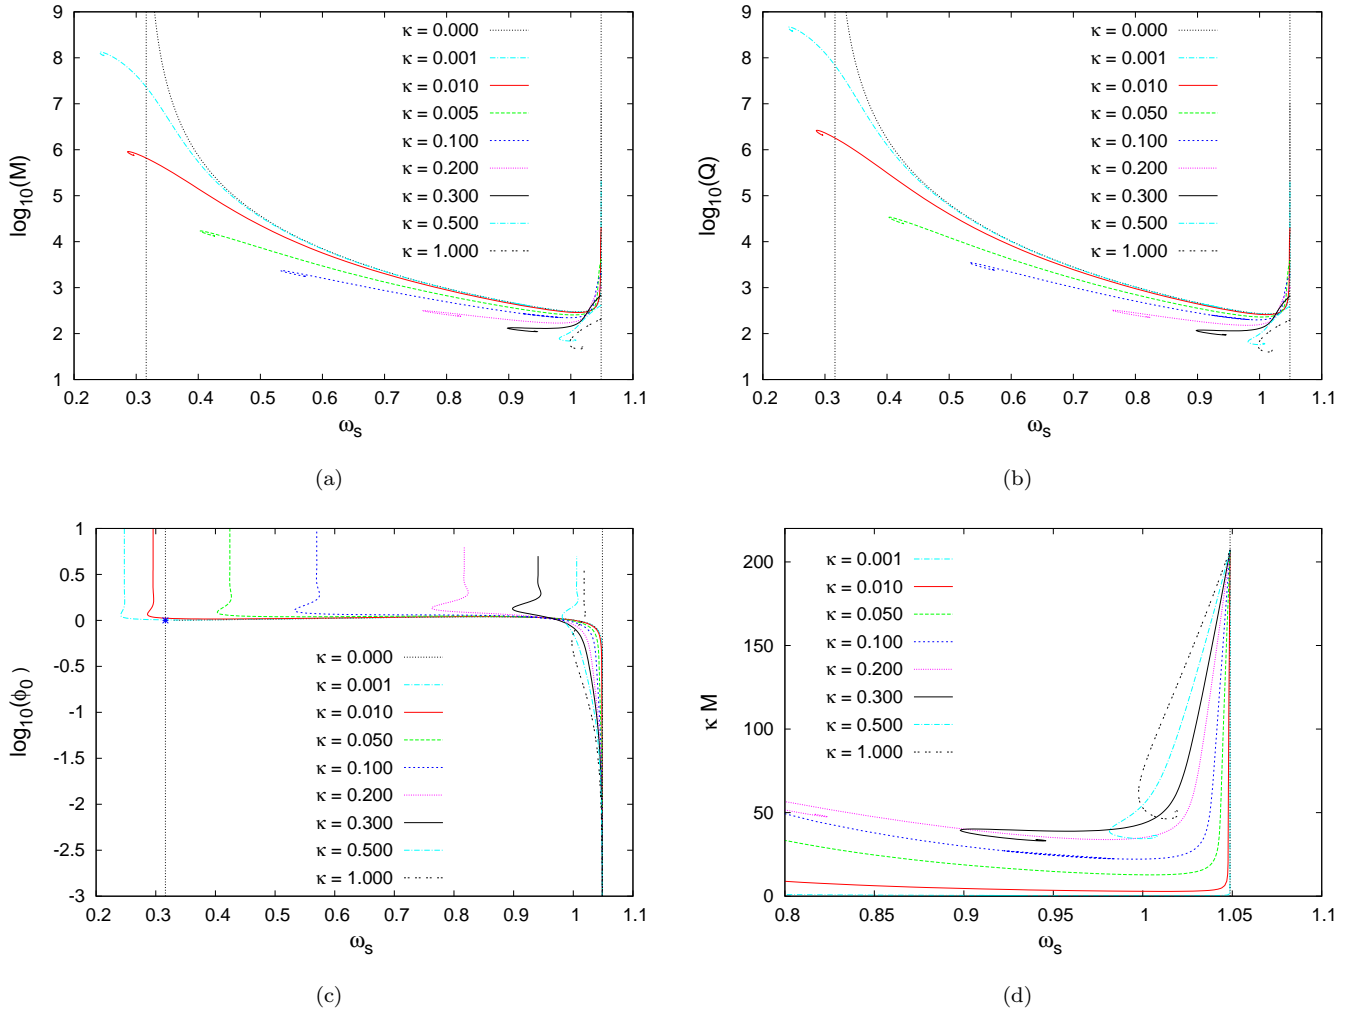 9
8
7
6
5
4
3
2
1
log10(M)
0.2 0.3 0.4 0.5 0.6 0.7 0.8 0.9 1 1.1
ωs
κ = 0.000
κ = 0.001
κ = 0.010
κ = 0.005
κ = 0.100
κ = 0.200
κ = 0.300
κ = 0.500
κ = 1.000
(a)
9
8
7
6
5
4
3
2
1
log10(Q)
0.2 0.3 0.4 0.5 0.6 0.7 0.8 0.9 1 1.1
ωs
κ = 0.000
κ = 0.001
κ = 0.010
κ = 0.050
κ = 0.100
κ = 0.200
κ = 0.300
κ = 0.500
κ = 1.000
(b)
1
0.5
0
-0.5
-1
-1.5
-2
-2.5
-3
log10(ϕ0)
0.2 0.3 0.4 0.5 0.6 0.7 0.8 0.9 1 1.1
ωs
κ = 0.000
κ = 0.001
κ = 0.010
κ = 0.050
κ = 0.100
κ = 0.200
κ = 0.300
κ = 0.500
κ = 1.000
(c)
200
150
100
50
0
κ M
0.8 0.85 0.9 0.95 1 1.05 1.1
ωs
κ = 0.001
κ = 0.010
κ = 0.050
κ = 0.100
κ = 0.200
κ = 0.300
κ = 0.500
κ = 1.000
(d)